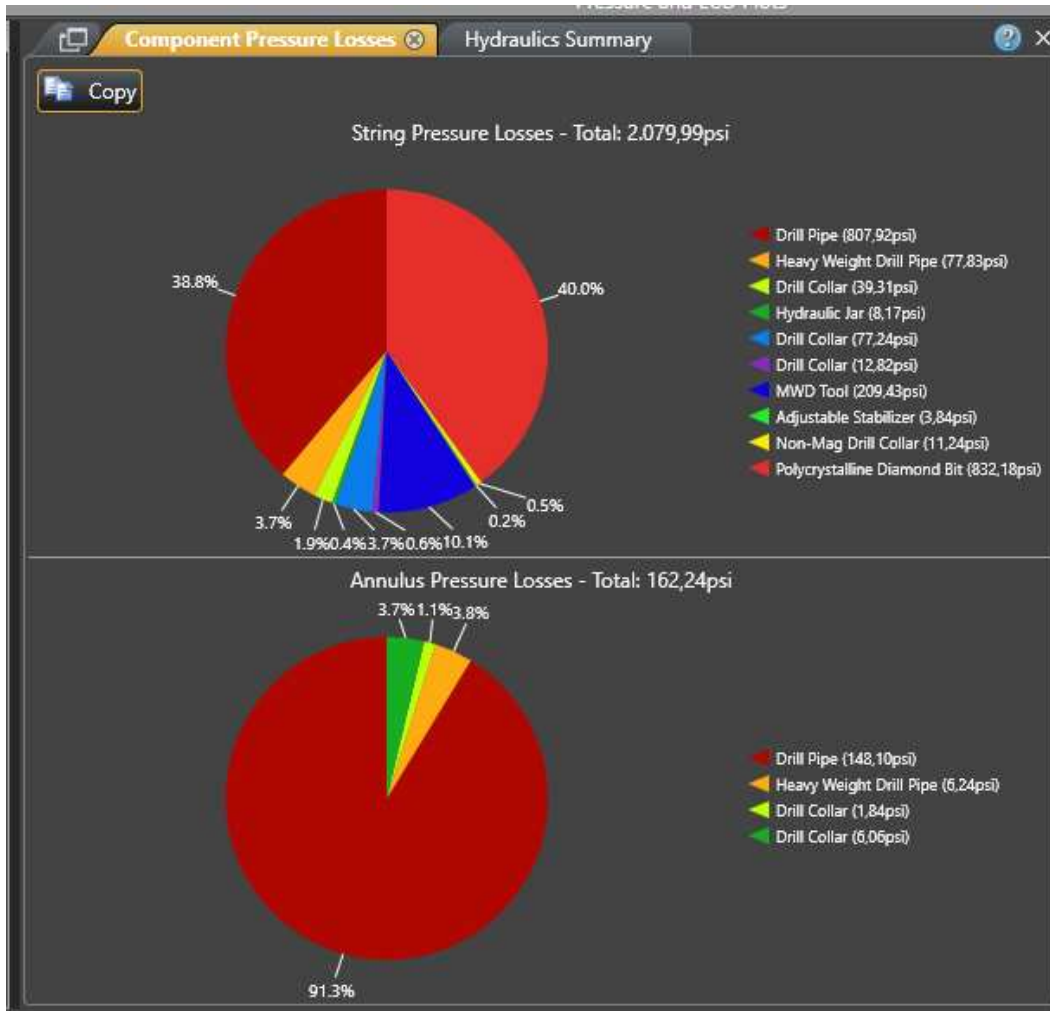 Pressure and ECD Plots
Component Pressure Losses
Hydraulics Summary
Copy
String Pressure Losses - Total: 2.079,99psi
38.8%
40.0%
3.7%
1.9%
0.4%
3.7%
0.6%
10.1%
0.2%
0.5%
Drill Pipe (807,92psi)
Heavy Weight Drill Pipe (77,83psi)
Drill Collar (39,31psi)
Hydraulic Jar (8,17psi)
Drill Collar (77,24psi)
Drill Collar (12,82psi)
MWD Tool (209,43psi)
Adjustable Stabilizer (3,84psi)
Non-Mag Drill Collar (11,24psi)
Polycrystalline Diamond Bit (832,18psi)
Annulus Pressure Losses - Total: 162,24psi
3.7%
1.1%
3.8%
91.3%
Drill Pipe (148,10psi)
Heavy Weight Drill Pipe (6,24psi)
Drill Collar (1,84psi)
Drill Collar (6,06psi)